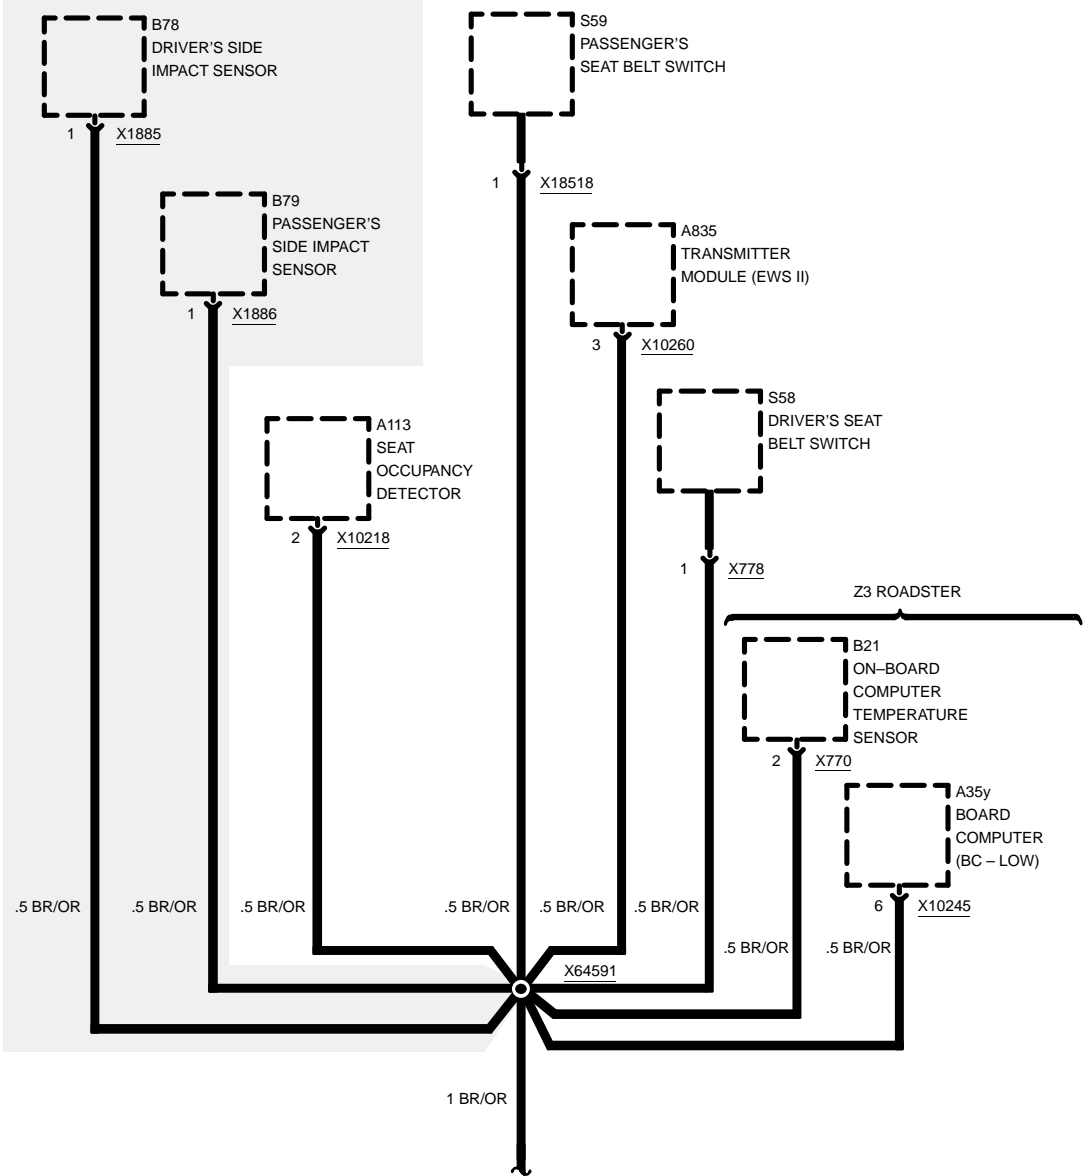 B78
DRIVER'S SIDE
IMPACT SENSOR
1 X1885
S59
PASSENGER'S
SEAT BELT SWITCH
1 X18518
B79
PASSENGER'S
SIDE IMPACT
SENSOR
1 X1886
A835
TRANSMITTER
MODULE (EWS II)
3 X10260
S58
DRIVER'S SEAT
BELT SWITCH
1 X778
A113
SEAT
OCCUPANCY
DETECTOR
2 X10218
Z3 ROADSTER
B21
ON–BOARD
COMPUTER
TEMPERATURE
SENSOR
2 X770
A35y
BOARD
COMPUTER
(BC – LOW)
6 X10245
.5 BR/OR
.5 BR/OR
.5 BR/OR
.5 BR/OR
.5 BR/OR
.5 BR/OR
.5 BR/OR
.5 BR/OR
X64591
1 BR/OR